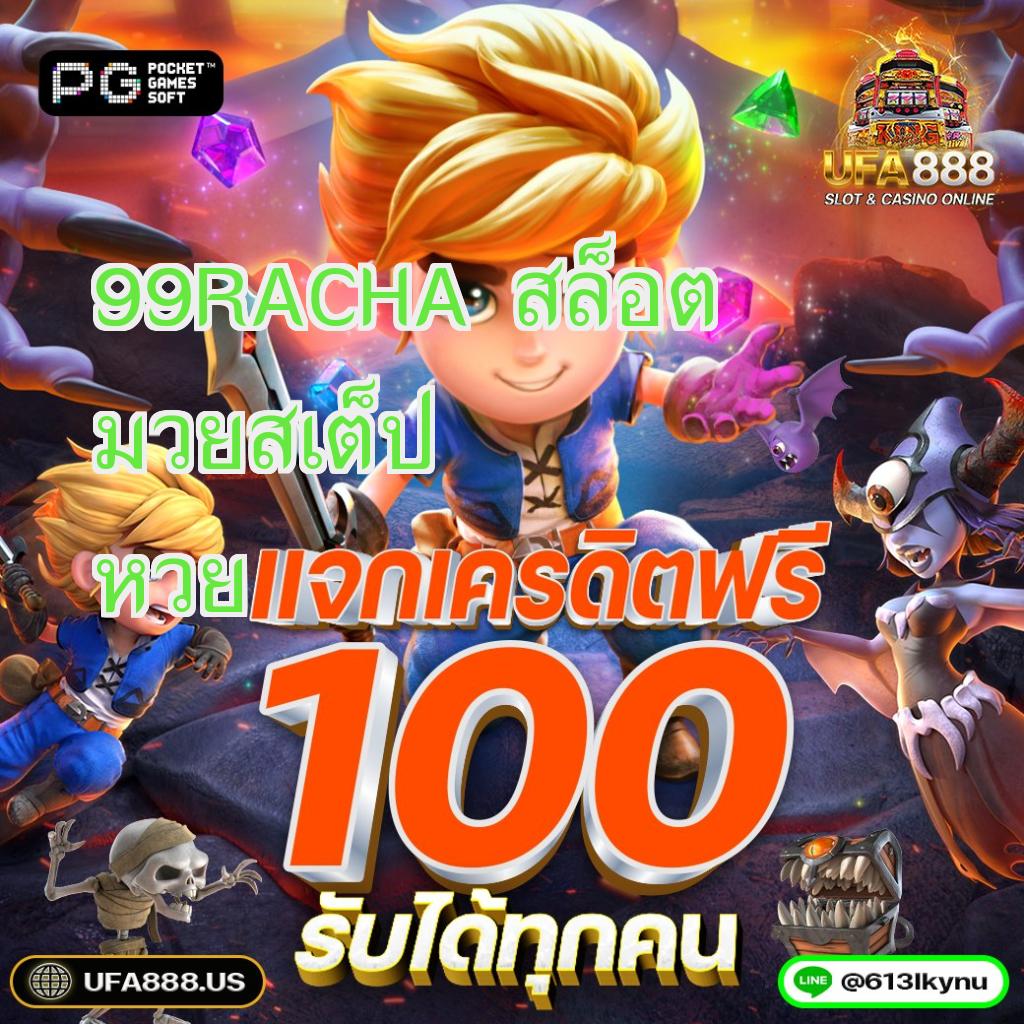 PG POCKET GAMES SOFT™
UFA888
SLOT & CASINO ONLINE
99RACHA สล็อต
มวยสเต็ป
หวย
แจกเครดิตฟรี
100
รับได้ทุกคน
UFA888.US
LINE @613lkynu